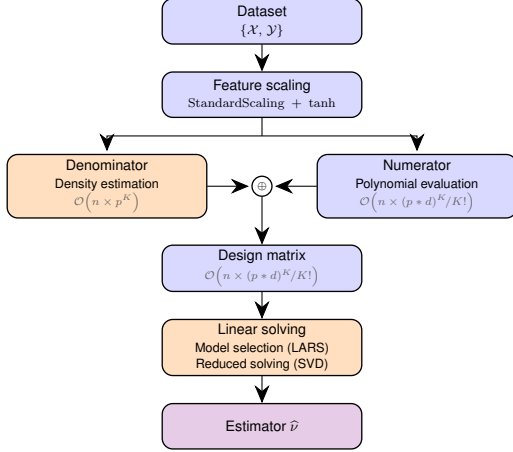 Dataset
{𝒳, 𝒴}
Feature scaling
StandardScaling + tanh
Denominator
Density estimation
𝒪(n × p^K)
⊕
Numerator
Polynomial evaluation
𝒪(n × (p * d)^K/K!)
Design matrix
𝒪(n × (p * d)^K/K!)
Linear solving
Model selection (LARS)
Reduced solving (SVD)
Estimator ν̂